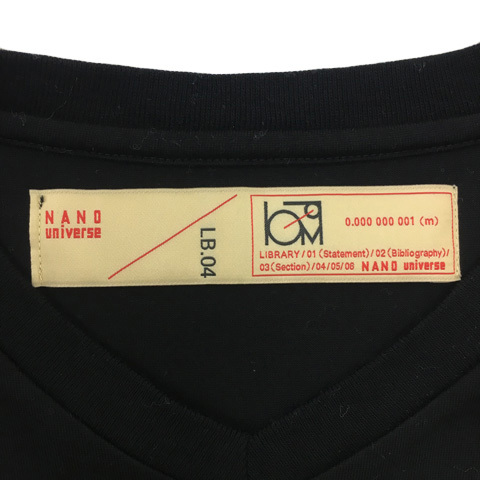 NANO
universe
LB.04
0.000 000 001 (m)
LIBRARY/01 (Statement)/02 (Bibliography)/
03 (Section)/04/05/06 NANO universe